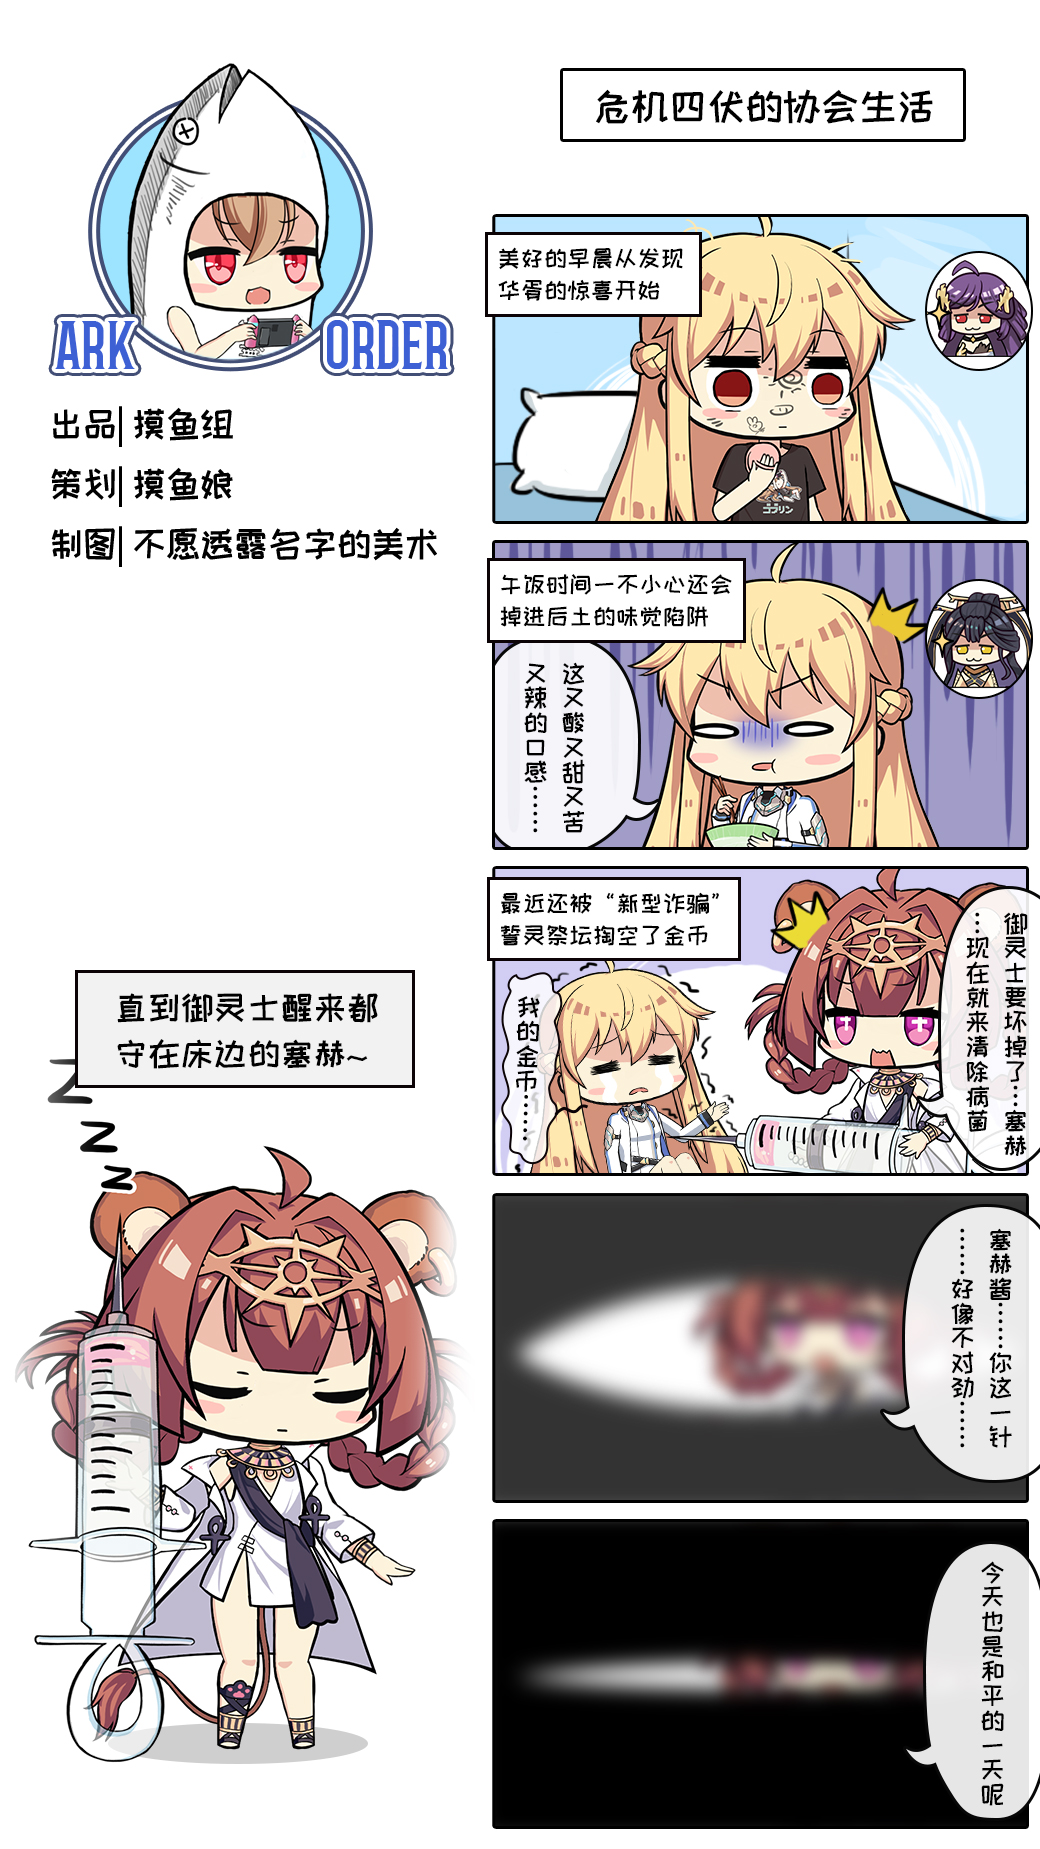 危机四伏的协会生活
ARK ORDER
出品|摸鱼组
策划|摸鱼娘
制图|不愿透露名字的美术
美好的早晨从发现
华胥的惊喜开始
ゴブリン
午饭时间一不小心还会
掉进后土的味觉陷阱
这又酸又甜又苦
又辣的口感……
最近还被“新型诈骗”
誓灵祭坛掏空了金币
御灵士要坏掉了…塞赫
…现在就来清除病菌
我的金币………
塞赫酱……你这一针
……好像不对劲……
今天也是和平的一天呢
直到御灵士醒来都
守在床边的塞赫~
Z
Z
Z